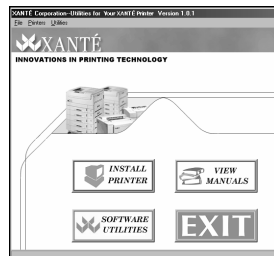 XANTÉ Corporation--Utilities for Your XANTÉ Printer Version 1.0.1
File Printers Utilities
XANTÉ
INNOVATIONS IN PRINTING TECHNOLOGY
INSTALL
PRINTER
VIEW
MANUALS
SOFTWARE
UTILITIES
EXIT